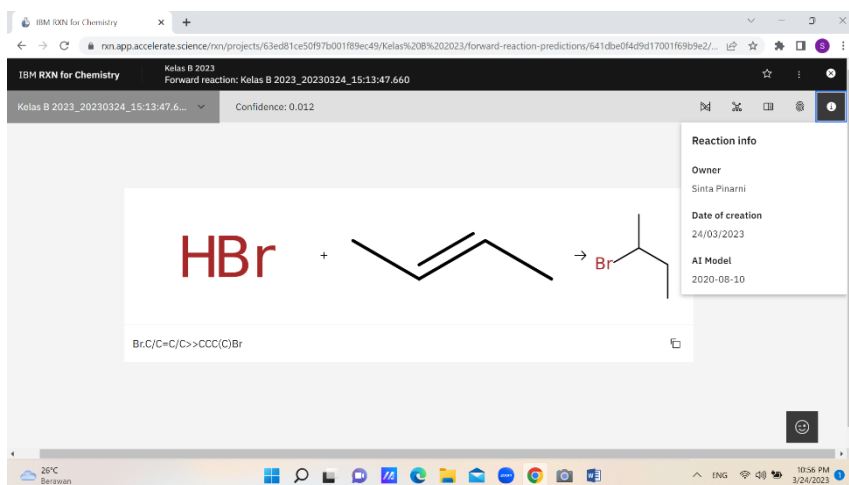 IBM RXN for Chemistry
rxn.app.accelerate.science/rxn/projects/63ed81ce50f97b001f89ec49/Kelas%20B%202023/forward-reaction-predictions/641dbe0f4d9d17001f69b9e2/...
S
IBM RXN for Chemistry
Kelas B 2023
Forward reaction: Kelas B 2023_20230324_15:13:47.660
Kelas B 2023_20230324_15:13:47.6...
Confidence: 0.012
Reaction info
Owner
Sinta Pinarni
Date of creation
24/03/2023
AI Model
2020-08-10
HBr + → Br
Br.C/C=C/C>>CCC(C)Br
26°C
Berawan
zoom
W
ENG
10:56 PM
3/24/2023
1